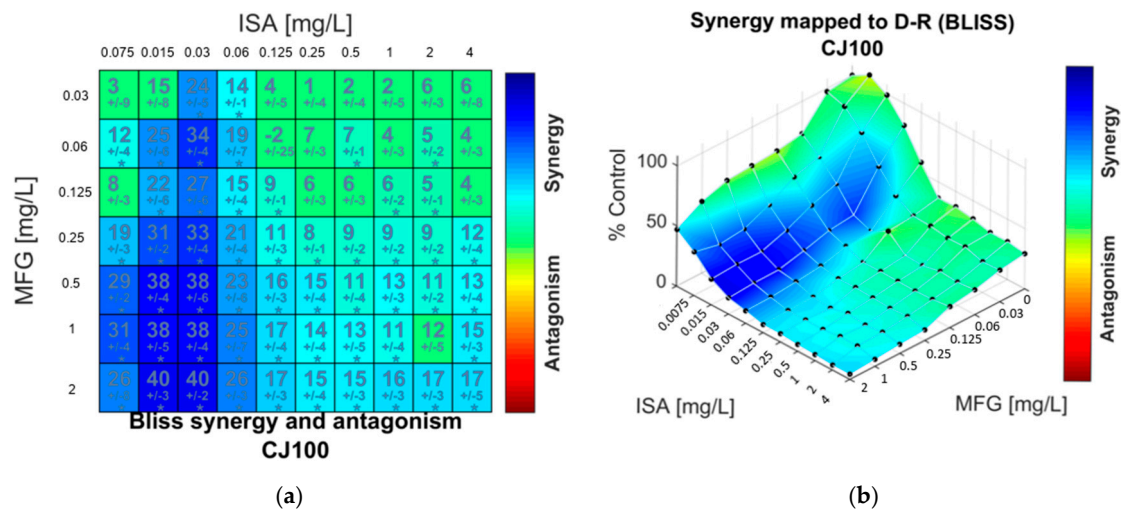 ISA [mg/L]
0.075 0.015 0.03 0.06 0.125 0.25 0.5 1 2 4
0.03 3 15 24 14 4 1 2 2 6 6
+/-9 +/-8 +/-8 +/-1 +/-5 +/-4 +/-4 +/-5 +/-3 +/-8
* *
0.06 12 25 34 19 -2 7 7 4 5 4
+/-4 +/-4 +/-7 +/-25 +/-3 +/-1 +/-3 +/-2 +/-3
* * * * * *
0.125 8 22 27 15 9 6 6 6 5 4
+/-3 +/-6 +/-4 +/-1 +/-3 +/-3 +/-2 +/-1 +/-3
* * * * * *
0.25 19 31 33 21 11 8 9 9 9 12
+/-3 +/-2 +/-4 +/-4 +/-3 +/-1 +/-2 +/-2 +/-2 +/-4
* * * * * * * * * *
0.5 29 38 38 23 16 15 11 13 11 13
+/-2 +/-4 +/-6 +/-6 +/-3 +/-4 +/-3 +/-4 +/-2 +/-4
* * * * * * * * * *
1 31 38 38 25 17 14 13 11 12 15
+/-4 +/-5 +/-4 +/-4 +/-4 +/-5 +/-4 +/-5 +/-3
* * * * * * * * *
2 26 40 40 26 17 15 15 16 17 17
+/-3 +/-2 +/-3 +/-4 +/-4 +/-3 +/-3 +/-5
* * * * * * * * * *
MFG [mg/L]
Synergy
Antagonism
Bliss synergy and antagonism
CJ100
(a)
Synergy mapped to D-R (BLISS)
CJ100
% Control
100
50
0
0.0075 0.015 0.03 0.06 0.125 0.25 0.5 1 2 4
ISA [mg/L]
2 1 0.5 0.25 0.125 0.06 0.03 0
MFG [mg/L]
Synergy
Antagonism
(b)